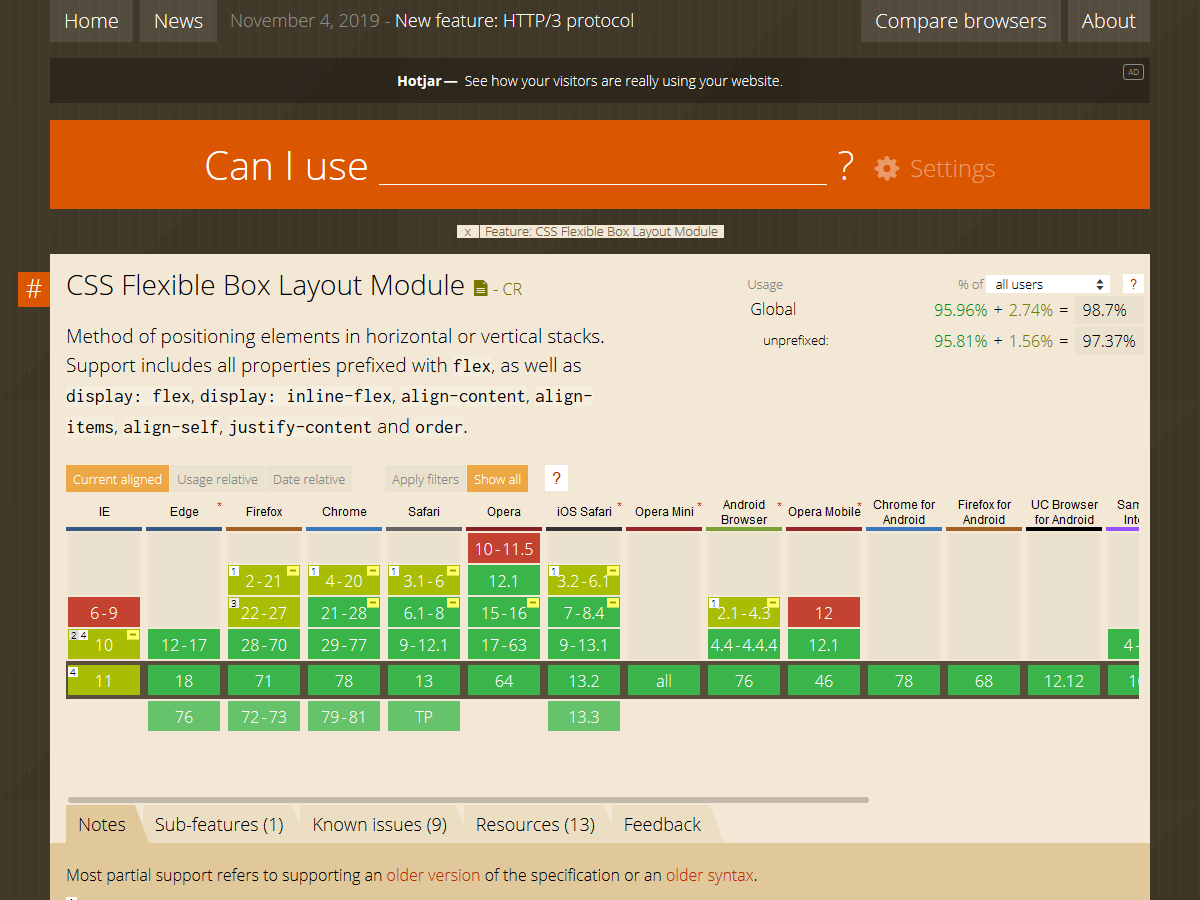 Home News November 4, 2019 - New feature: HTTP/3 protocol Compare browsers About
Hotjar— See how your visitors are really using your website.
AD
Can I use ? Settings
x Feature: CSS Flexible Box Layout Module
# CSS Flexible Box Layout Module - CR
Method of positioning elements in horizontal or vertical stacks.
Support includes all properties prefixed with flex, as well as
display: flex, display: inline-flex, align-content, align-
items, align-self, justify-content and order.
Usage % of all users ?
Global 95.96% + 2.74% = 98.7%
unprefixed: 95.81% + 1.56% = 97.37%
Current aligned Usage relative Date relative Apply filters Show all ?
IE Edge * Firefox Chrome Safari Opera iOS Safari * Opera Mini * Android Browser * Opera Mobile * Chrome for Android Firefox for Android UC Browser for Android Sam Inte
10-11.5
1 2-21 1 4-20 1 3.1-6 12.1 1 3.2-6.1
6-9 3 22-27 21-28 6.1-8 15-16 7-8.4 1 2.1-4.3 12
2 4 10 12-17 28-70 29-77 9-12.1 17-63 9-13.1 4.4-4.4.4 12.1 4-
4 11 18 71 78 13 64 13.2 all 76 46 78 68 12.12 10
76 72-73 79-81 TP 13.3
Notes Sub-features (1) Known issues (9) Resources (13) Feedback
Most partial support refers to supporting an older version of the specification or an older syntax.